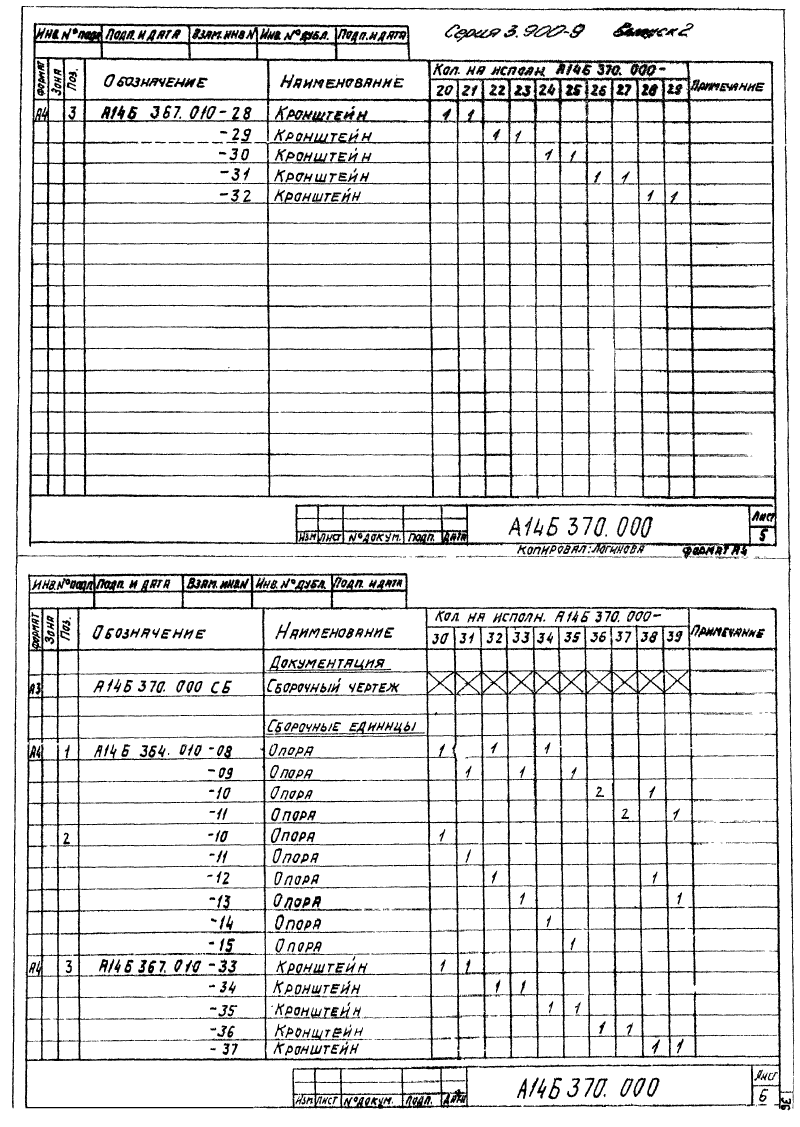 Серия 3.900-9 Выпуск 2
Инв. № подл. Подп. и дата Взам. инв. № Инв. № дубл. Подп. и дата
Формат Зона Поз. Обозначение Наименование Кол. на исполн. А14Б 370.000- Примечание
20 21 22 23 24 25 26 27 28 29
А4 3 А14Б 367.010-28 Кронштейн 1 1
-29 Кронштейн 1 1
-30 Кронштейн 1 1
-31 Кронштейн 1 1
-32 Кронштейн 1 1
Изм Лист № докум. Подп. Дата А14Б 370.000 Лист 5
Копировал: Логинова Формат А4
Инв. № подл. Подп. и дата Взам. инв. № Инв. № дубл. Подп. и дата
Формат Зона Поз. Обозначение Наименование Кол. на исполн. А14Б 370.000- Примечание
30 31 32 33 34 35 36 37 38 39
Документация
А3 А14Б 370.000 СБ Сборочный чертеж
Сборочные единицы
А4 1 А14Б 364.010-08 Опора 1 1 1
-09 Опора 1 1 1
-10 Опора 2 1
-11 Опора 2 1
2 -10 Опора 1
-11 Опора 1
-12 Опора 1 1
-13 Опора 1 1
-14 Опора 1
-15 Опора 1
А4 3 А14Б 367.010-33 Кронштейн 1 1
-34 Кронштейн 1 1
-35 Кронштейн 1 1
-36 Кронштейн 1 1
-37 Кронштейн 1 1
Изм Лист № докум. Подп. Дата А14Б 370.000 Лист 6
36